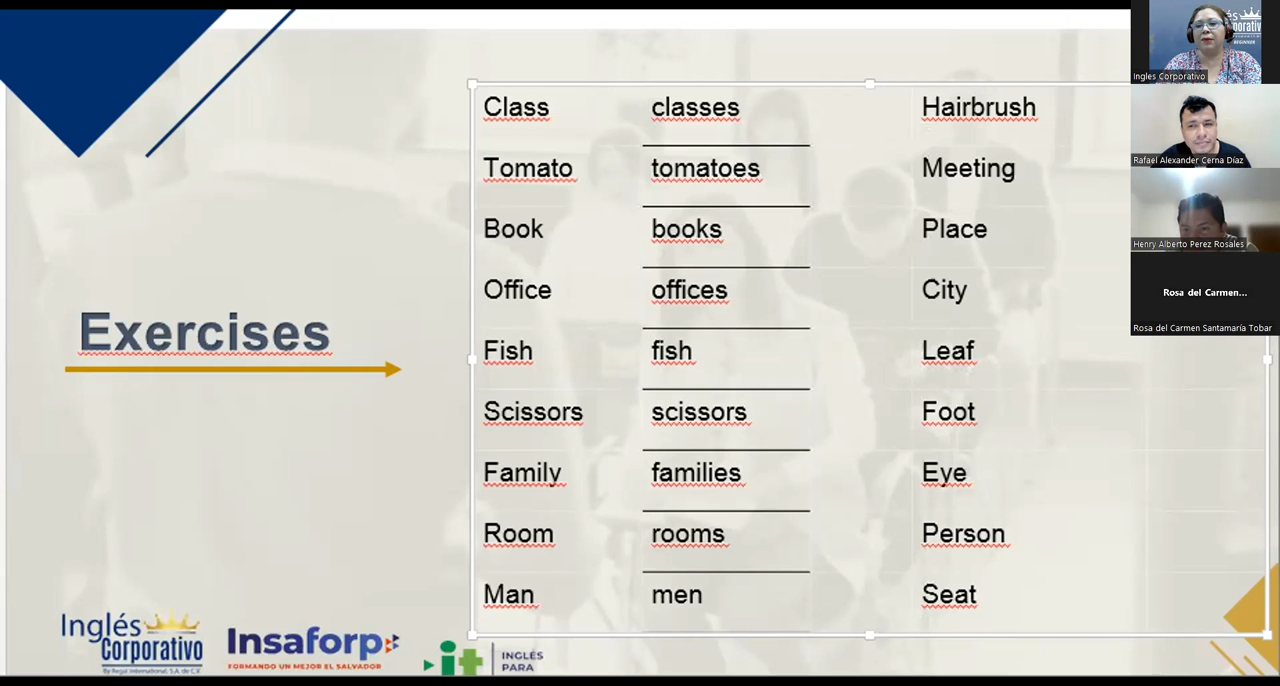 Class classes Hairbrush
Tomato tomatoes Meeting
Book books Place
Office offices City
Fish fish Leaf
Scissors scissors Foot
Family families Eye
Room rooms Person
Man men Seat
Exercises
Inglés
Corporativo
By Regal International, S.A. de C.V.
Insaforp
FORMANDO UN MEJOR EL SALVADOR
it
INGLÉS
PARA
Ingles Corporativo
Rafael Alexander Cerna Díaz
Henry Alberto Perez Rosales
Rosa del Carmen...
Rosa del Carmen Santamaría Tobar